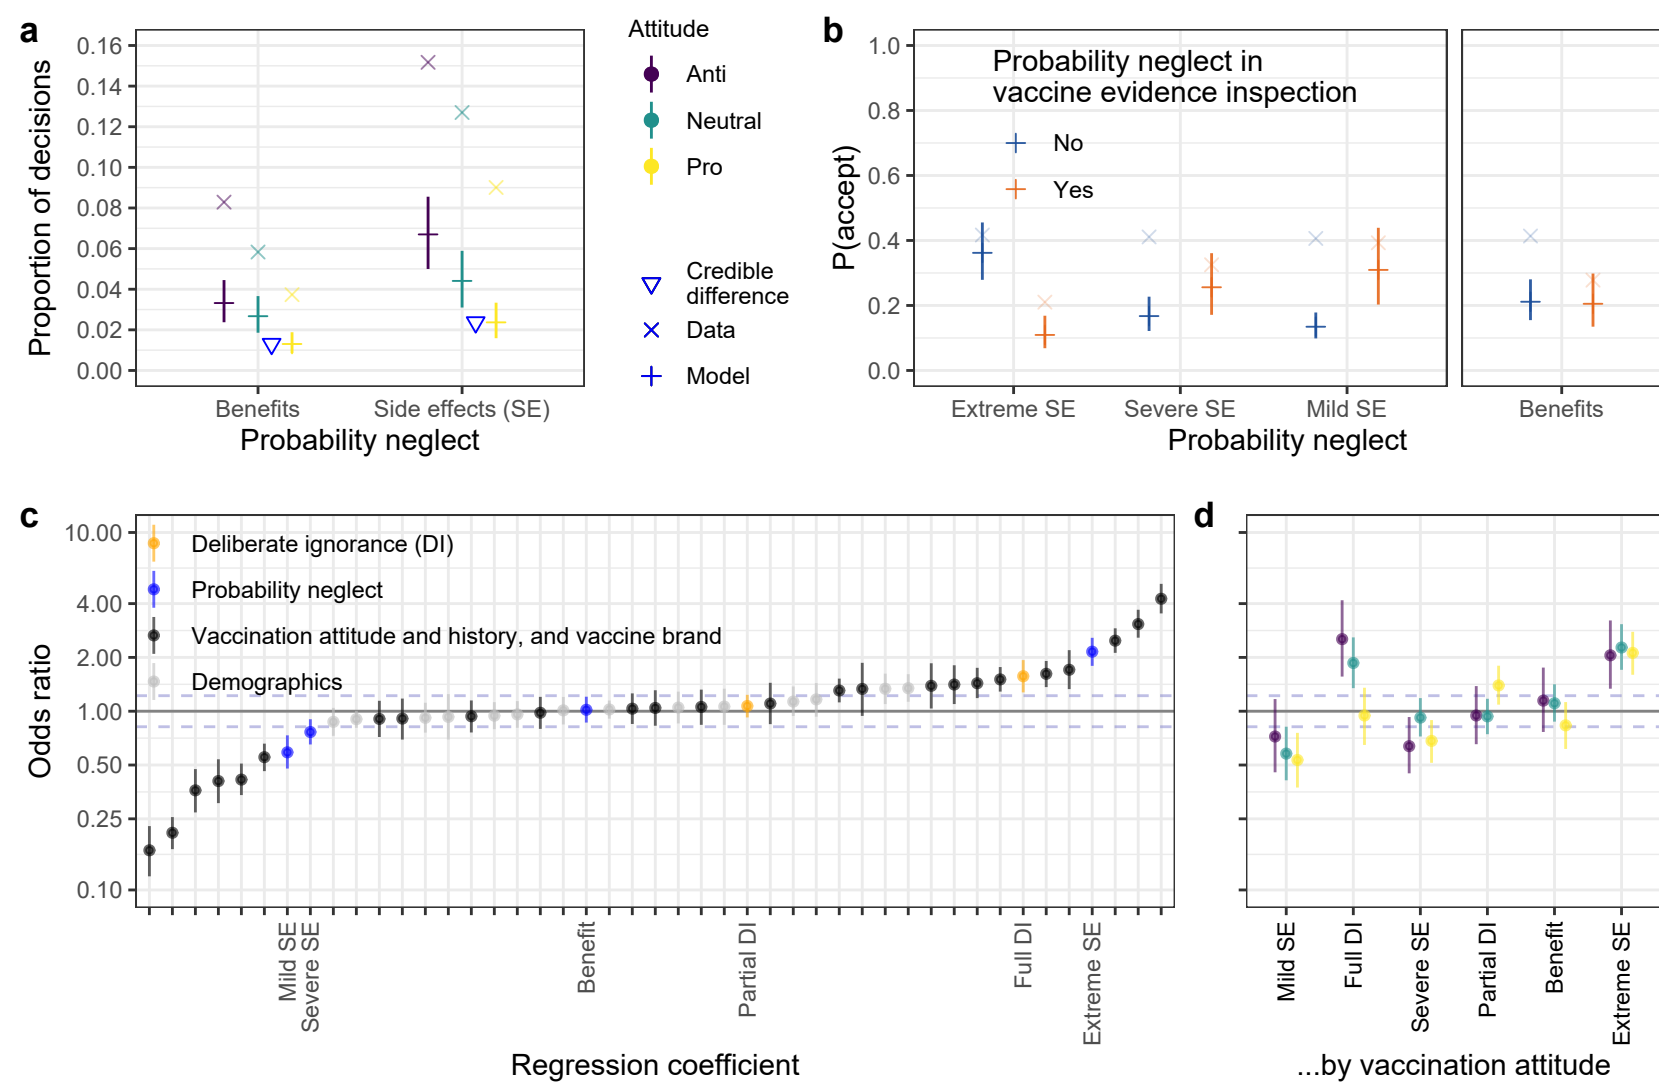 a
0.16
0.14
0.12
0.10
0.08
0.06
0.04
0.02
0.00
Proportion of decisions
Benefits
Side effects (SE)
Probability neglect
Attitude
Anti
Neutral
Pro
Credible
difference
Data
Model
b
1.0
0.8
0.6
0.4
0.2
0.0
P(accept)
Probability neglect in
vaccine evidence inspection
No
Yes
Extreme SE
Severe SE
Mild SE
Benefits
Probability neglect
c
10.00
4.00
2.00
1.00
0.50
0.25
0.10
Odds ratio
Deliberate ignorance (DI)
Probability neglect
Vaccination attitude and history, and vaccine brand
Demographics
Mild SE
Severe SE
Benefit
Partial DI
Full DI
Extreme SE
Regression coefficient
d
Mild SE
Full DI
Severe SE
Partial DI
Benefit
Extreme SE
...by vaccination attitude